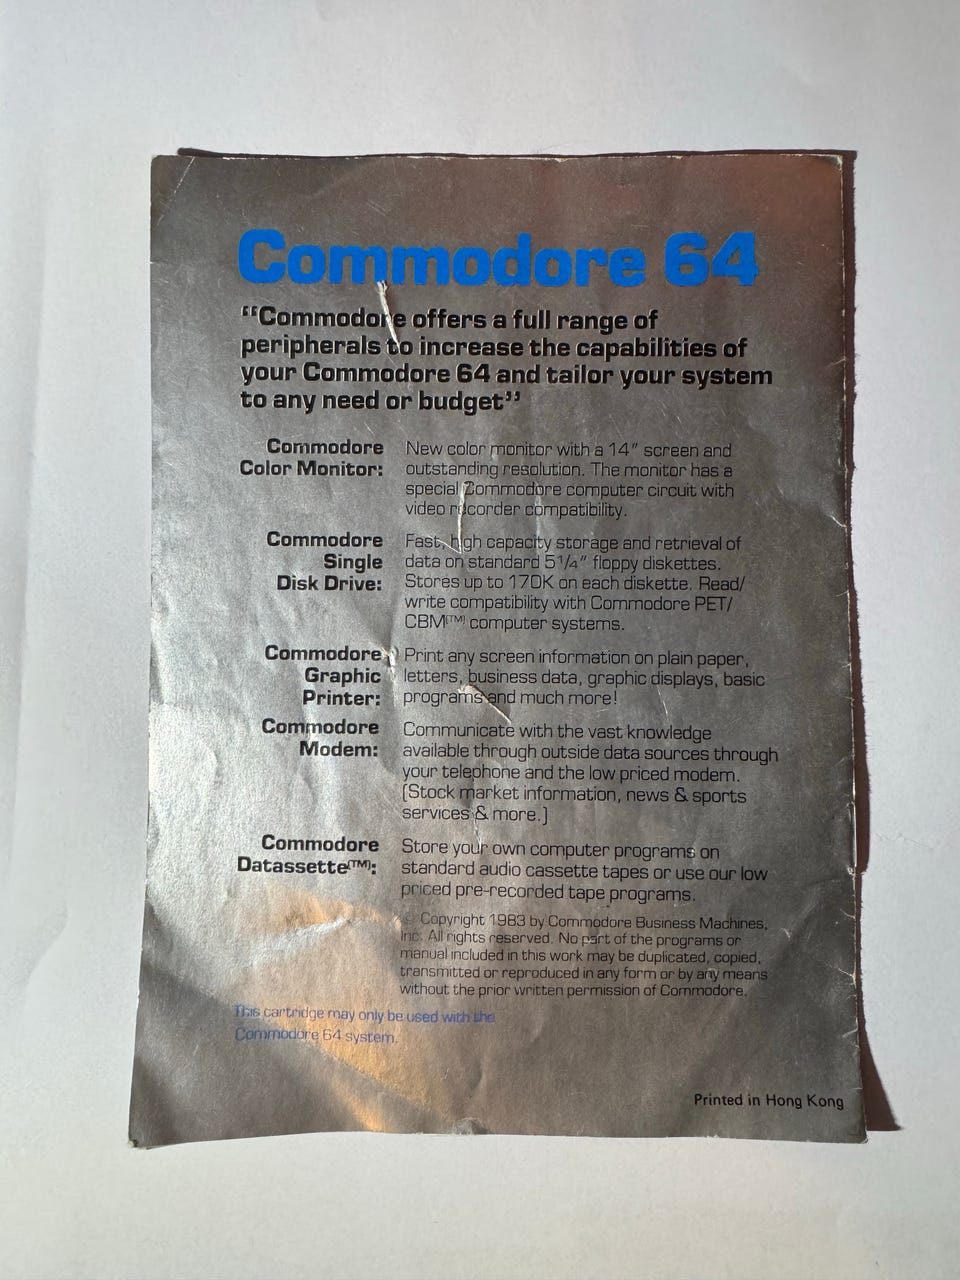 Commodore 64
“Commodore offers a full range of
peripherals to increase the capabilities of
your Commodore 64 and tailor your system
to any need or budget”
Commodore
Color Monitor:
New color monitor with a 14” screen and
outstanding resolution. The monitor has a
special Commodore computer circuit with
video recorder compatibility.
Commodore
Single
Disk Drive:
Fast, high capacity storage and retrieval of
data on standard 5 1/4” floppy diskettes.
Stores up to 170K on each diskette. Read/
write compatibility with Commodore PET/
CBM(TM) computer systems.
Commodore
Graphic
Printer:
Print any screen information on plain paper,
letters, business data, graphic displays, basic
programs and much more!
Commodore
Modem:
Communicate with the vast knowledge
available through outside data sources through
your telephone and the low priced modem.
(Stock market information, news & sports
services & more.)
Commodore
Datassette(TM):
Store your own computer programs on
standard audio cassette tapes or use our low
priced pre-recorded tape programs.
© Copyright 1983 by Commodore Business Machines,
Inc. All rights reserved. No part of the programs or
manual included in this work may be duplicated, copied,
transmitted or reproduced in any form or by any means
without the prior written permission of Commodore.
This cartridge may only be used with the
Commodore 64 system.
Printed in Hong Kong